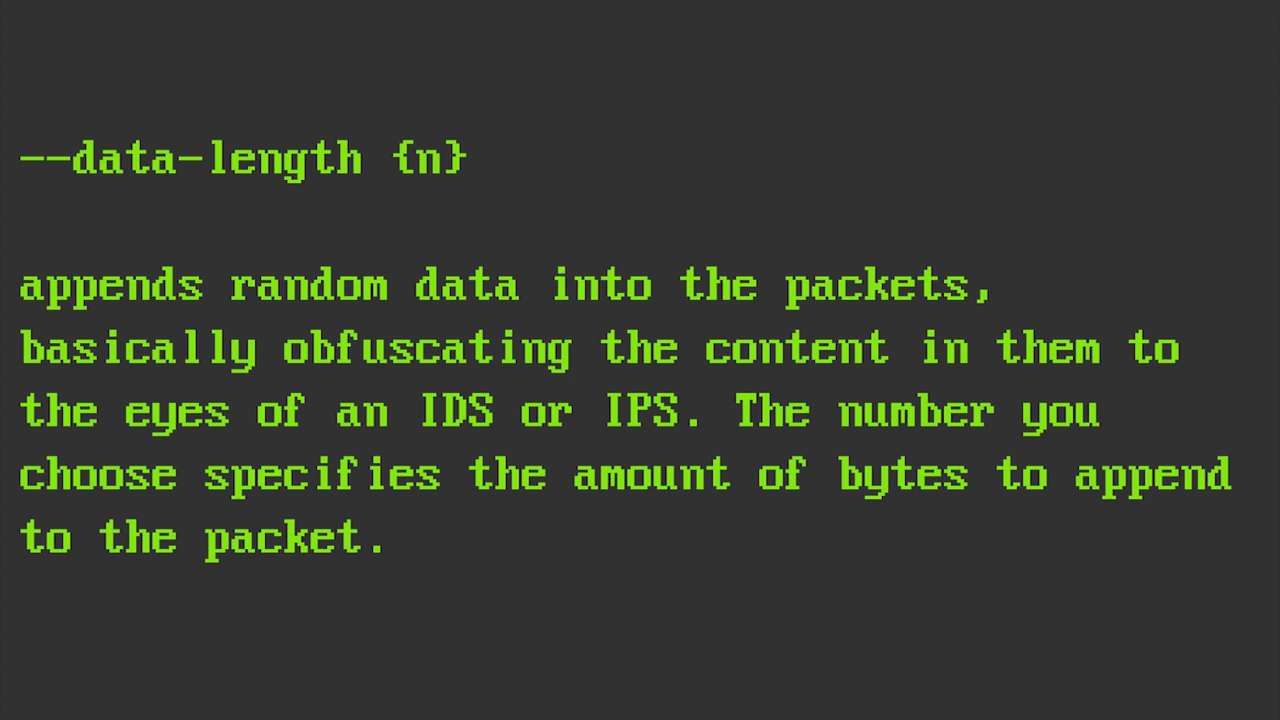 --data-length {n}
appends random data into the packets,
basically obfuscating the content in them to
the eyes of an IDS or IPS. The number you
choose specifies the amount of bytes to append
to the packet.